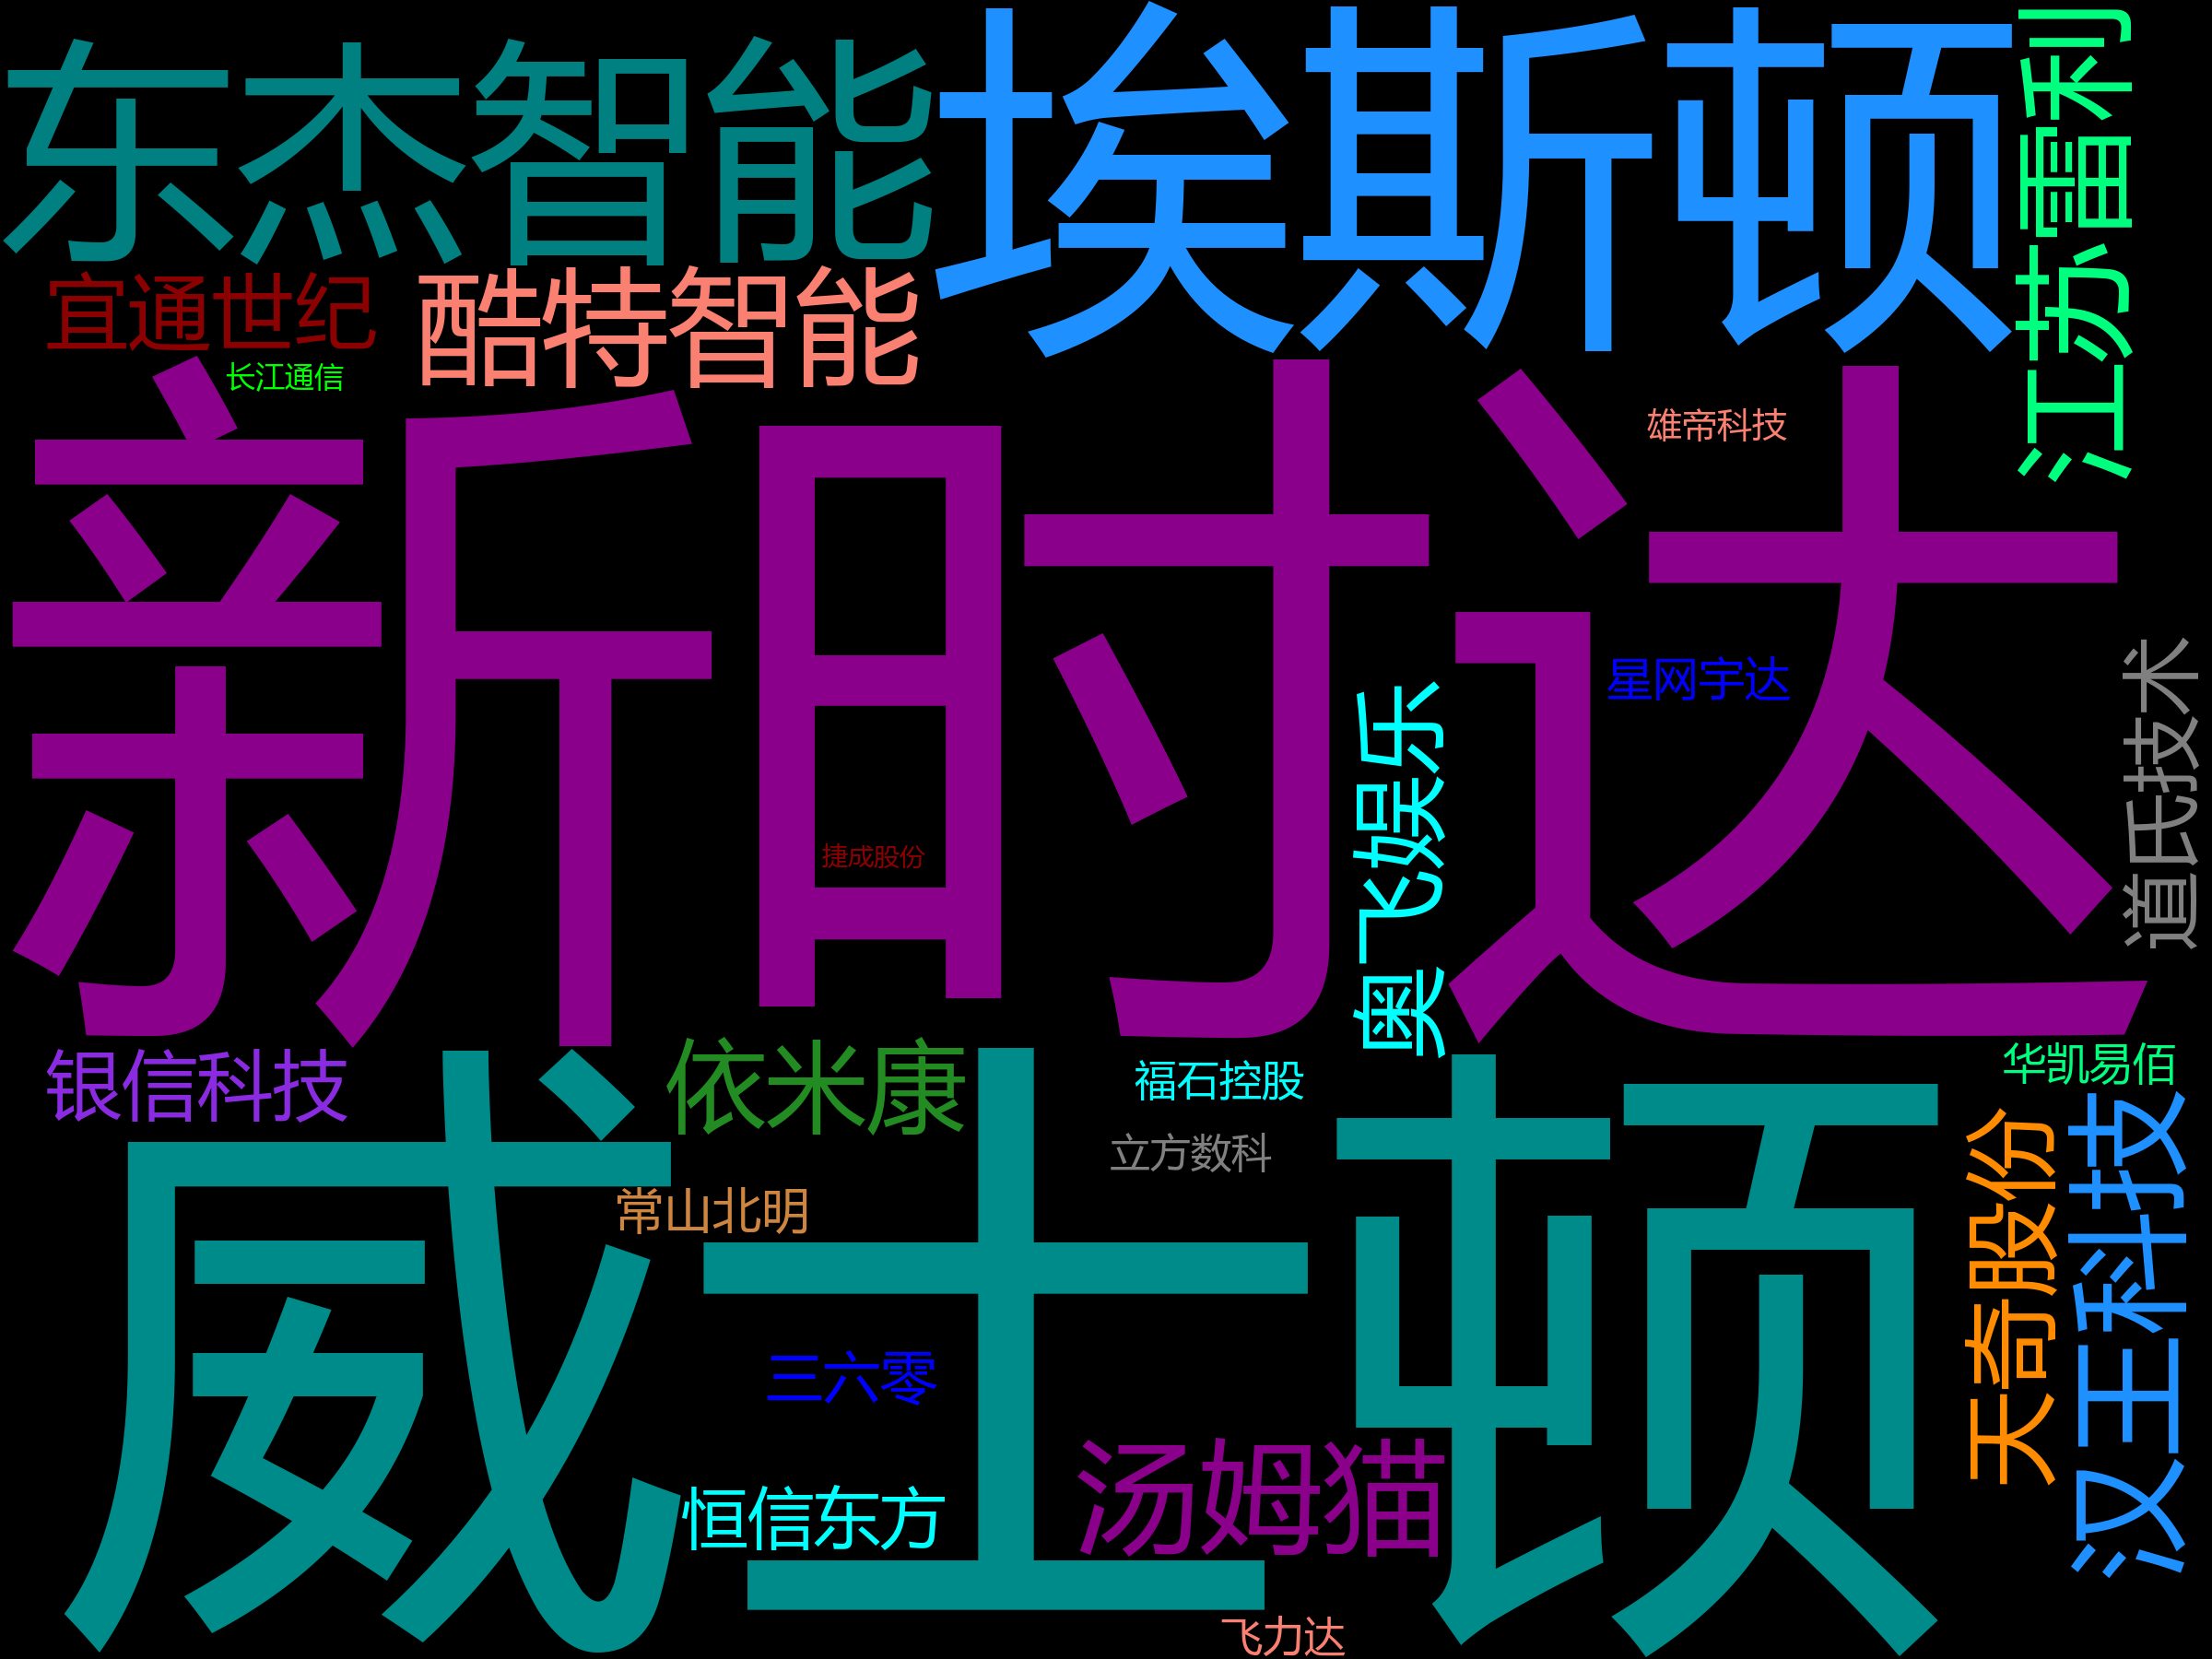 东杰智能
埃斯顿
江苏雷利
直通世纪
酷特智能
长江通信
雄帝科技
新时达
星网宇达
奥飞娱乐
道氏技术
捷成股份
银信科技
依米康
福石控股
华凯易佰
立方数科
常山北明
威士顿
天奇股份
汉王科技
三六零
汤姆猫
恒信东方
飞力达